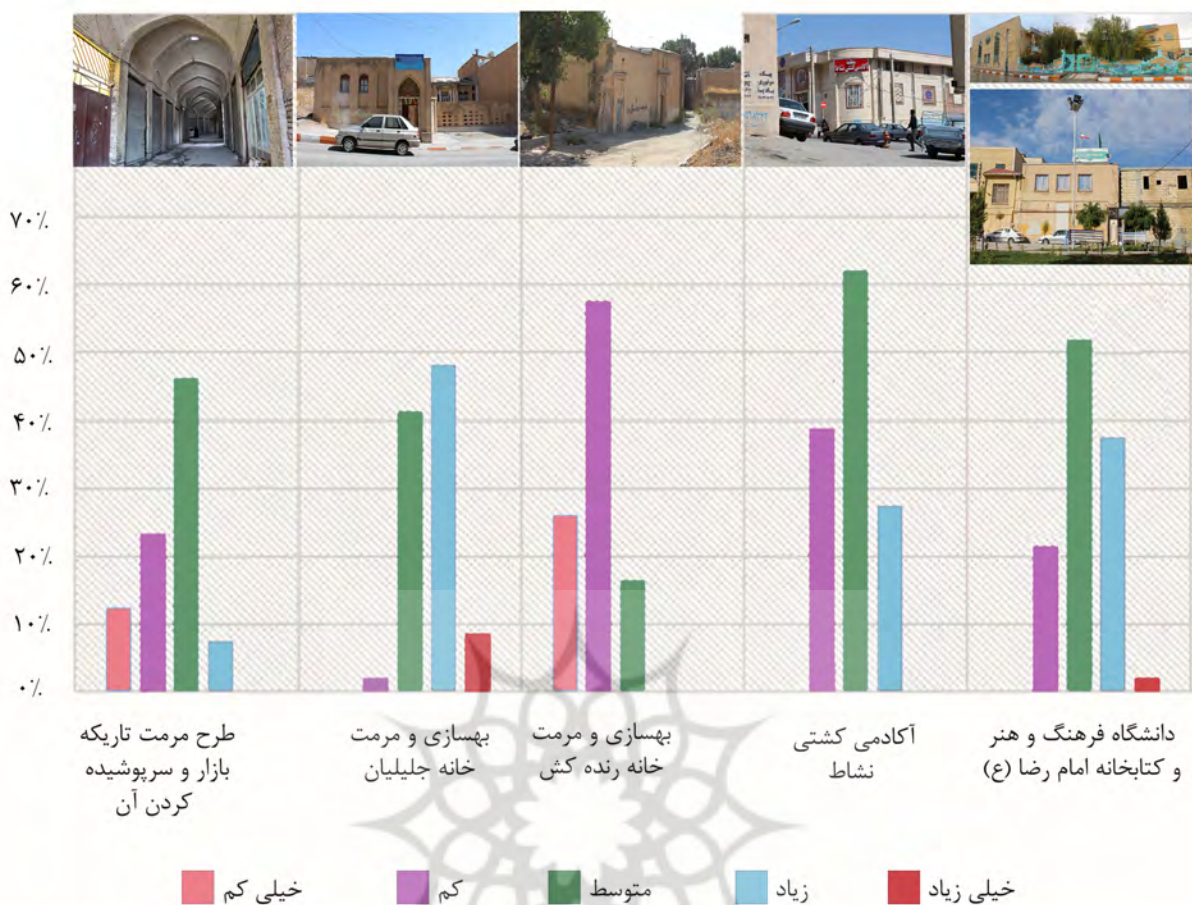 ۷۰٪
۶۰٪
۵۰٪
۴۰٪
۳۰٪
۲۰٪
۱۰٪
۰٪
طرح مرمت تاریکه
بازار و سرپوشیده
کردن آن
بهسازی و مرمت
خانه جلیلیان
بهسازی و مرمت
خانه رنده کش
آکادمی کشتی
نشاط
دانشگاه فرهنگ و هنر
و کتابخانه امام رضا (ع)
خیلی کم
کم
متوسط
زیاد
خیلی زیاد